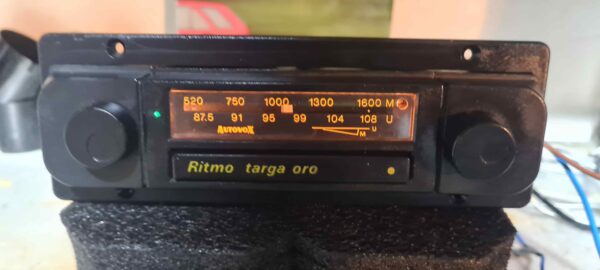 520 750 1000 1300 1600 M
87.5 91 95 99 104 108 U
AUTOVOX U
M
Ritmo targa oro